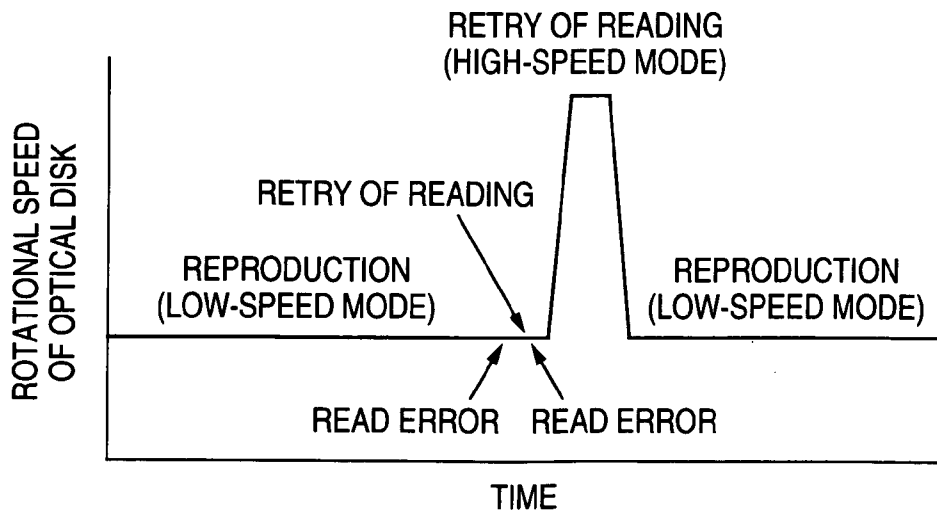 RETRY OF READING
(HIGH-SPEED MODE)
ROTATIONAL SPEED
OF OPTICAL DISK
RETRY OF READING
REPRODUCTION
(LOW-SPEED MODE)
REPRODUCTION
(LOW-SPEED MODE)
READ ERROR
READ ERROR
TIME